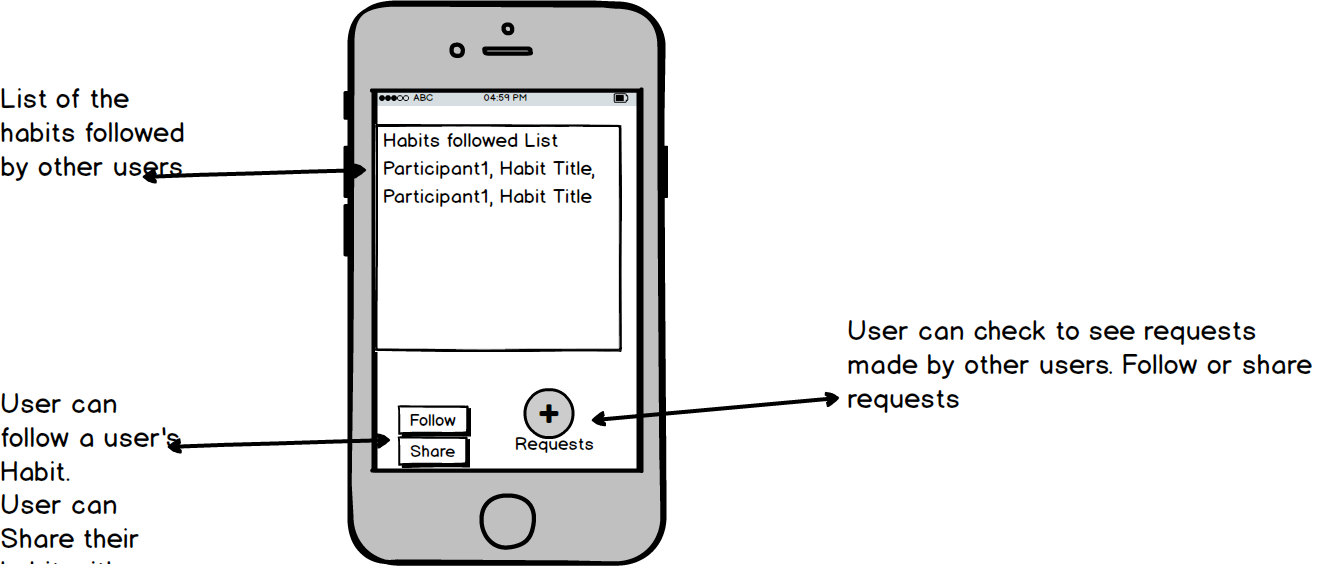 ABC 04:59 PM
List of the
habits followed
by other users
Habits followed List
Participant1, Habit Title,
Participant1, Habit Title
User can check to see requests
made by other users. Follow or share
requests
User can
follow a user's
Habit.
User can
Share their
Follow
Share
Requests